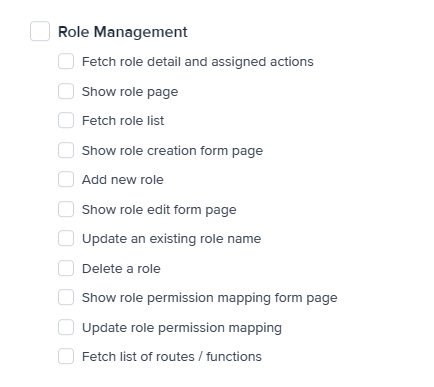 Role Management
Fetch role detail and assigned actions
Show role page
Fetch role list
Show role creation form page
Add new role
Show role edit form page
Update an existing role name
Delete a role
Show role permission mapping form page
Update role permission mapping
Fetch list of routes / functions